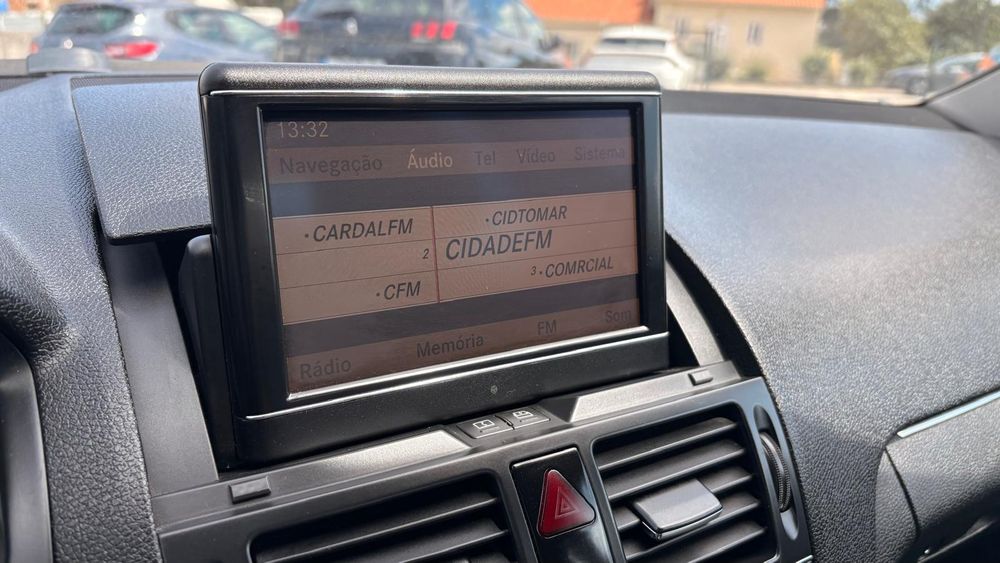 13:32
Navegação Áudio Tel Vídeo Sistema
· CARDALFM
· CIDTOMAR
2 CIDADEFM
· CFM
3 · COMRCIAL
Rádio Memória FM Som